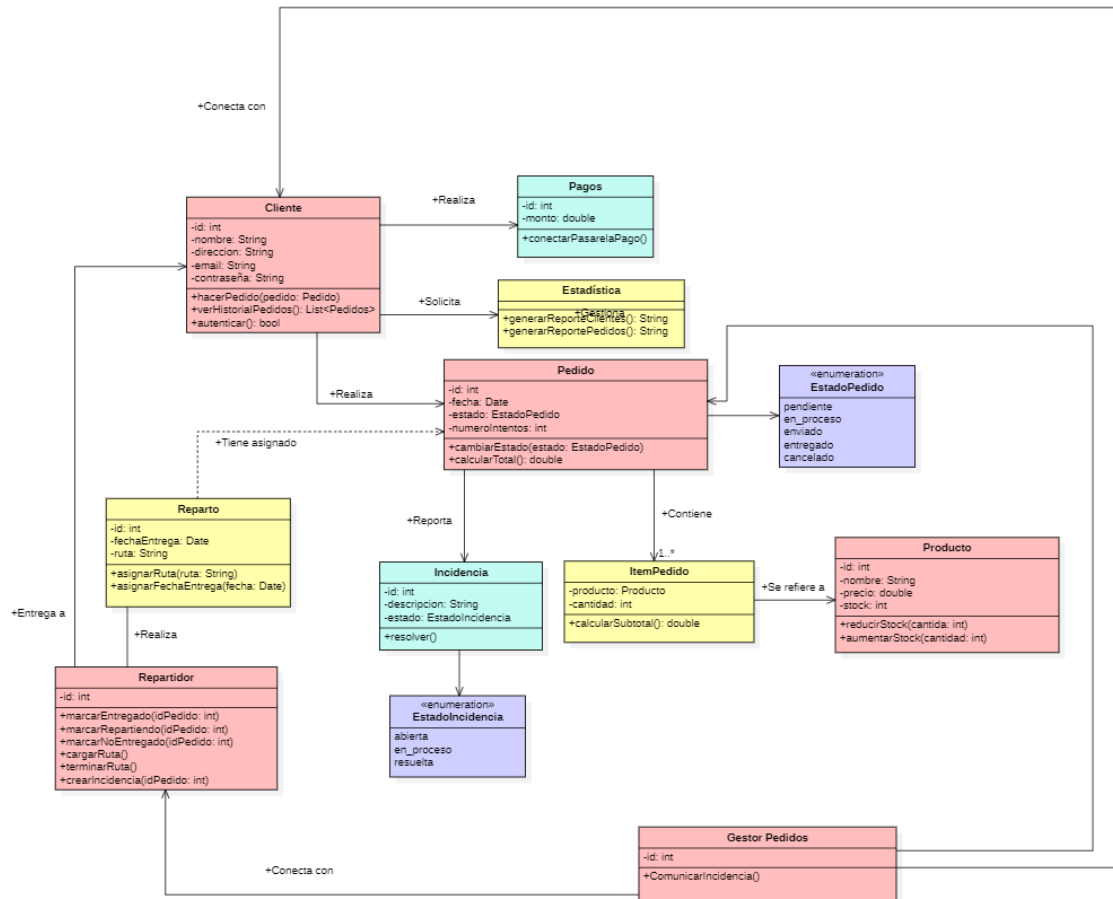 +Conecta con
Pagos
-id: int
-monto: double
+conectarPasarelaPago()
+Realiza
Cliente
-id: int
-nombre: String
-direccion: String
-email: String
-contraseña: String
+hacerPedido(pedido: Pedido)
+verHistorialPedidos(): List<Pedidos>
+autenticar(): bool
+Solicita
Estadística
+generarReporteClientes(): String
+generarReportePedidos(): String
+Gestiona
+Realiza
Pedido
-id: int
-fecha: Date
-estado: EstadoPedido
-numeroIntentos: int
+cambiarEstado(estado: EstadoPedido)
+calcularTotal(): double
«enumeration»
EstadoPedido
pendiente
en_proceso
enviado
entregado
cancelado
+Tiene asignado
Reparto
-id: int
-fechaEntrega: Date
-ruta: String
+asignarRuta(ruta: String)
+asignarFechaEntrega(fecha: Date)
+Reporta
+Contiene
1..*
Incidencia
-id: int
-descripcion: String
-estado: EstadoIncidencia
+resolver()
ItemPedido
-producto: Producto
-cantidad: int
+calcularSubtotal(): double
+Se refiere a
Producto
-id: int
-nombre: String
-precio: double
-stock: int
+reducirStock(cantida: int)
+aumentarStock(cantidad: int)
+Entrega a
+Realiza
Repartidor
-id: int
+marcarEntregado(idPedido: int)
+marcarRepartiendo(idPedido: int)
+marcarNoEntregado(idPedido: int)
+cargarRuta()
+terminarRuta()
+crearIncidencia(idPedido: int)
«enumeration»
EstadoIncidencia
abierta
en_proceso
resuelta
+Conecta con
Gestor Pedidos
-id: int
+ComunicarIncidencia()